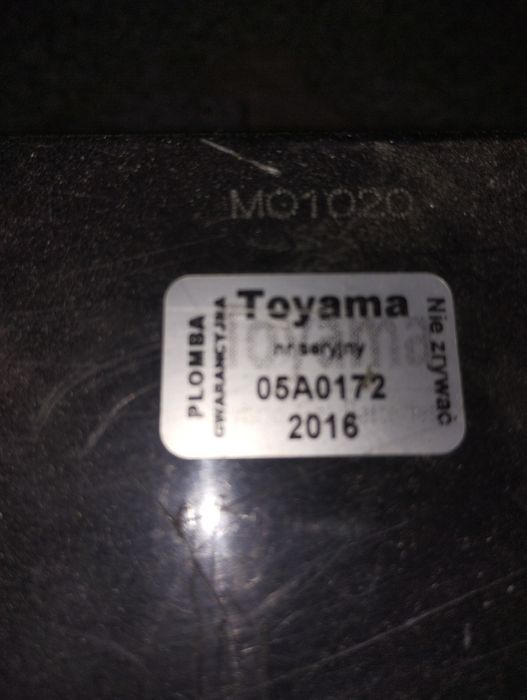 MO1020
PLOMBA
GWARANCYJNA
Toyama
nr seryjny
05A0172
2016
Nie zrywać